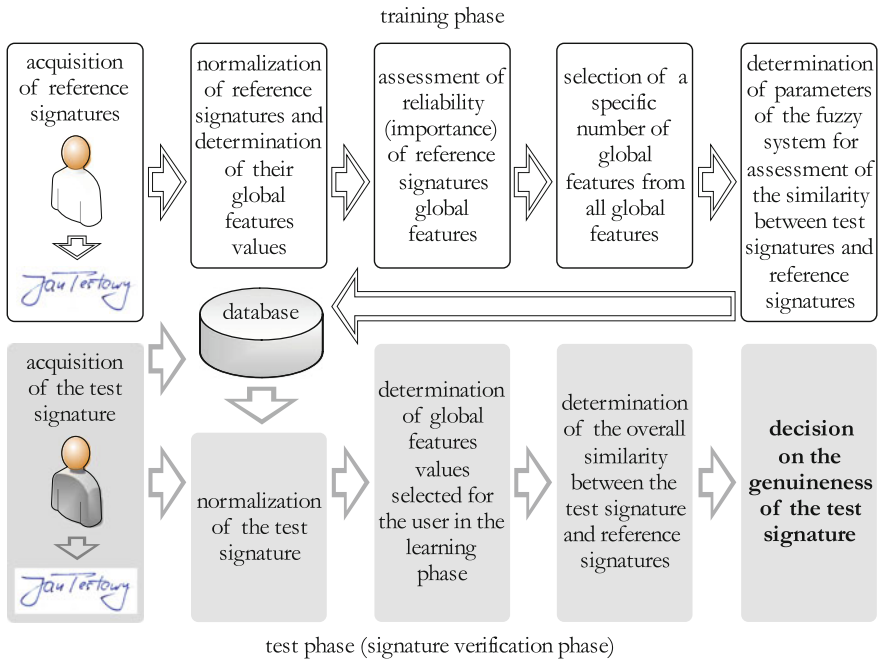 training phase
acquisition
of reference
signatures
Jan Testowy
normalization
of reference
signatures and
determination
of their
global
features
values
assessment of
reliability
(importance)
of reference
signatures
global
features
selection of a
specific
number of
global
features from
all global
features
determination
of parameters
of the fuzzy
system for
assessment of
the similarity
between test
signatures and
reference
signatures
database
acquisition
of the test
signature
Jan Testowy
normalization
of the test
signature
determination
of global
features
values
selected for
the user in the
learning
phase
determination
of the overall
similarity
between the
test signature
and reference
signatures
decision
on the
genuineness
of the test
signature
test phase (signature verification phase)